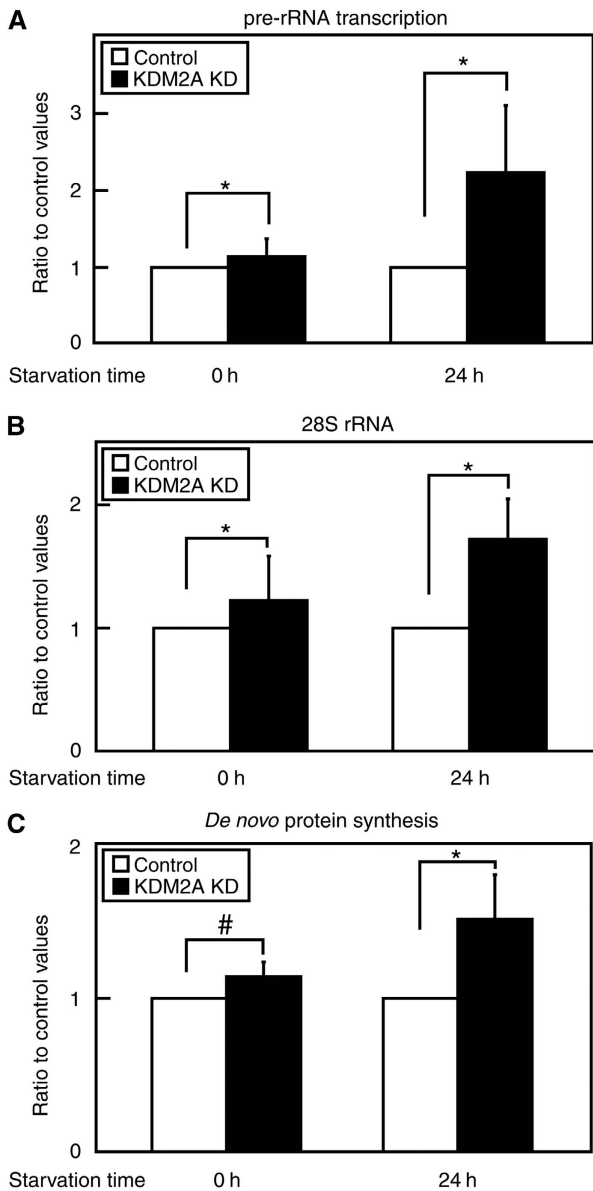 A
pre-rRNA transcription
Control
KDM2A KD
*
*
3
2
1
0
Ratio to control values
Starvation time 0 h 24 h
B
28S rRNA
Control
KDM2A KD
*
*
2
1
0
Ratio to control values
Starvation time 0 h 24 h
C
De novo protein synthesis
Control
KDM2A KD
#
*
2
1
0
Ratio to control values
Starvation time 0 h 24 h